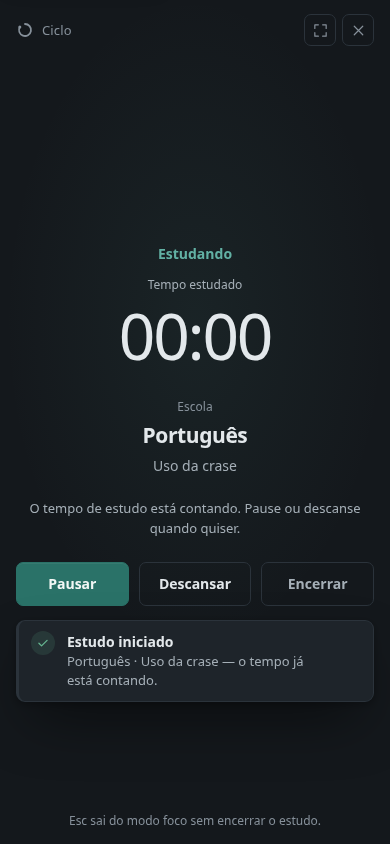 Ciclo
Estudando
Tempo estudado
00:00
Escola
Português
Uso da crase
O tempo de estudo está contando. Pause ou descanse
quando quiser.
Pausar
Descansar
Encerrar
Estudo iniciado
Português · Uso da crase — o tempo já
está contando.
Esc sai do modo foco sem encerrar o estudo.